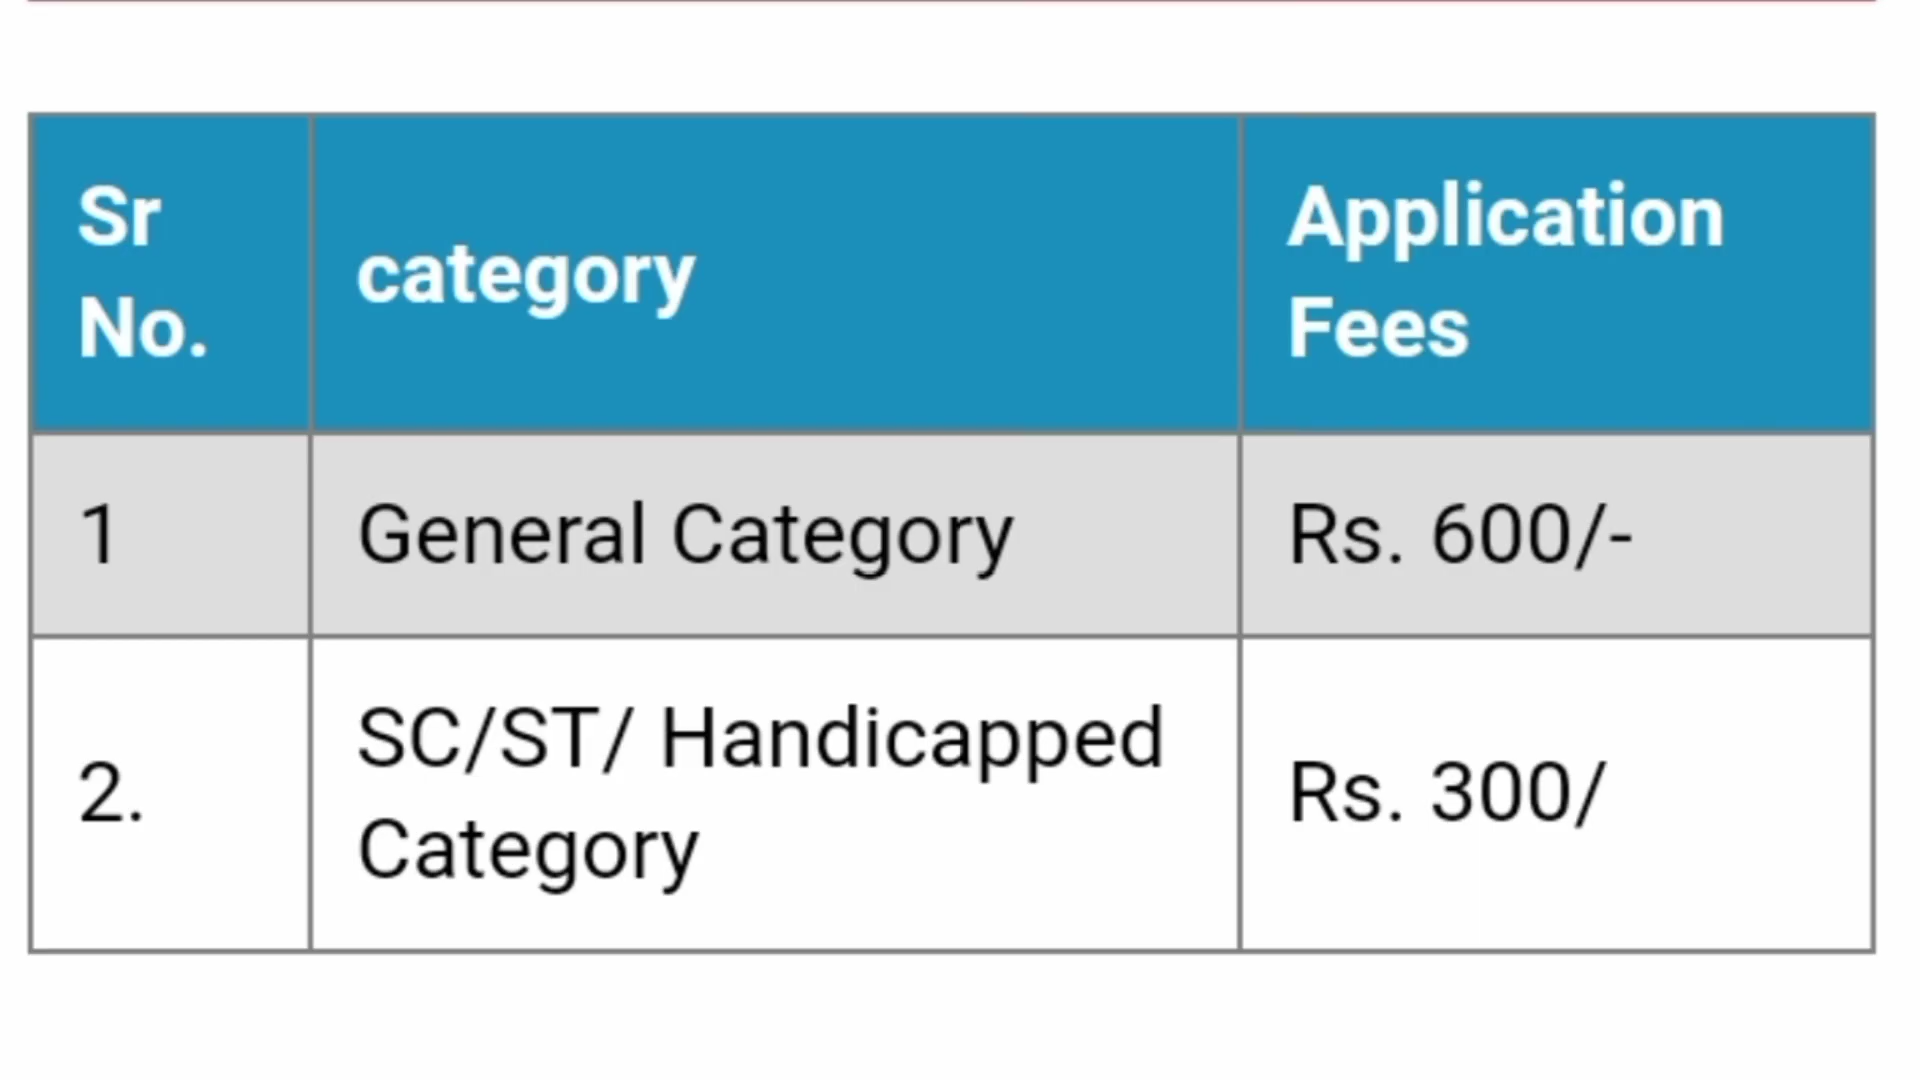 Sr
No.
category
Application
Fees
1
General Category
Rs. 600/-
2.
SC/ST/ Handicapped
Category
Rs. 300/